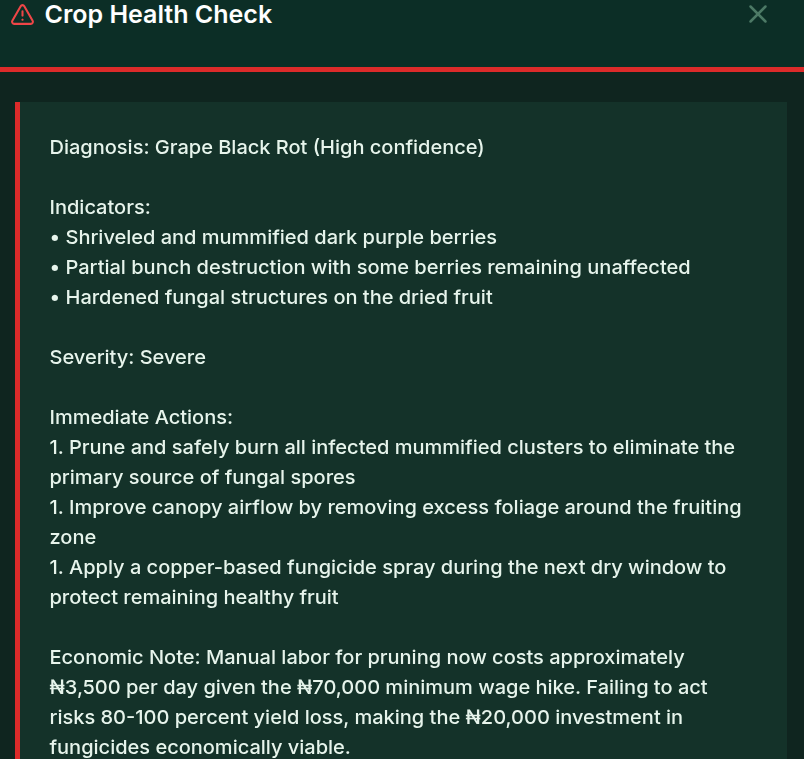 Crop Health Check
Diagnosis: Grape Black Rot (High confidence)
Indicators:
• Shriveled and mummified dark purple berries
• Partial bunch destruction with some berries remaining unaffected
• Hardened fungal structures on the dried fruit
Severity: Severe
Immediate Actions:
1. Prune and safely burn all infected mummified clusters to eliminate the
primary source of fungal spores
1. Improve canopy airflow by removing excess foliage around the fruiting
zone
1. Apply a copper-based fungicide spray during the next dry window to
protect remaining healthy fruit
Economic Note: Manual labor for pruning now costs approximately
₦3,500 per day given the ₦70,000 minimum wage hike. Failing to act
risks 80-100 percent yield loss, making the ₦20,000 investment in
fungicides economically viable.